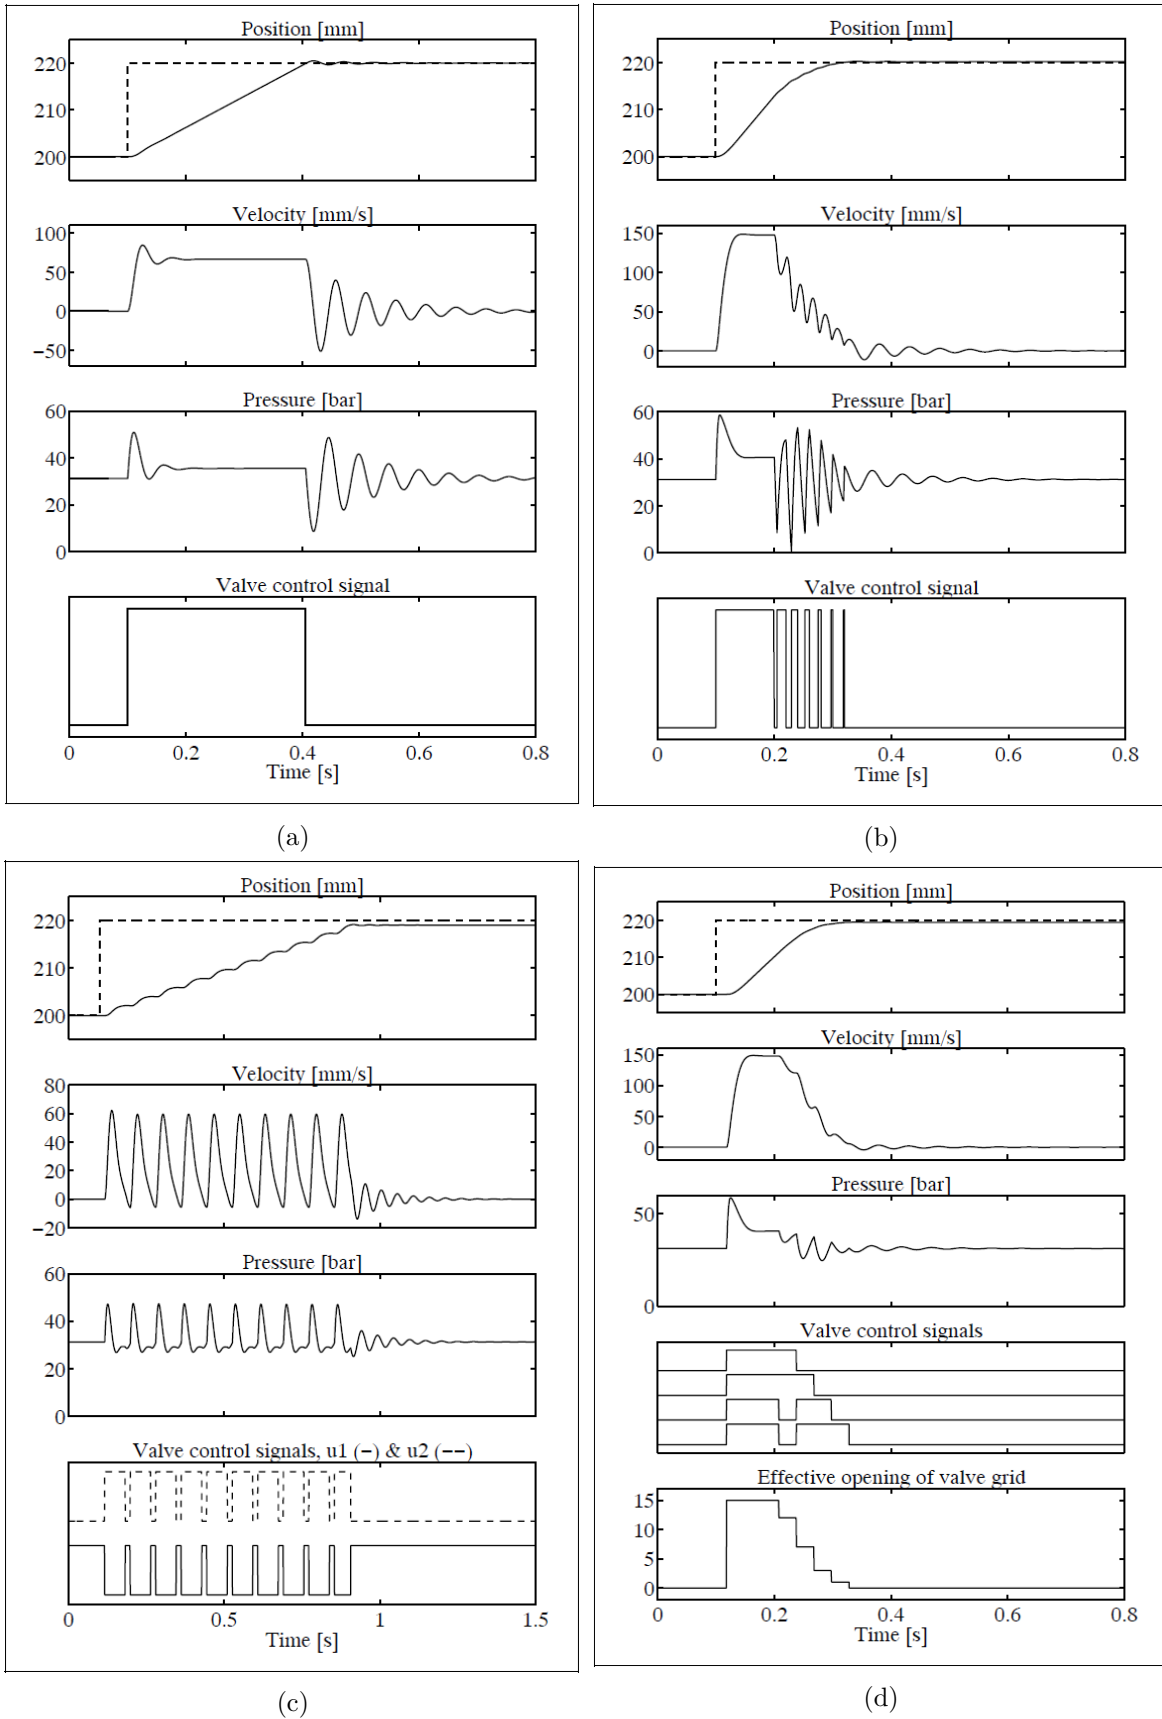 Position [mm]
220
210
200
Velocity [mm/s]
100
50
0
−50
Pressure [bar]
60
40
20
0
Valve control signal
0 0.2 0.4 0.6 0.8
Time [s]
(a)
Position [mm]
220
210
200
Velocity [mm/s]
150
100
50
0
Pressure [bar]
60
40
20
0
Valve control signal
0 0.2 0.4 0.6 0.8
Time [s]
(b)
Position [mm]
220
210
200
Velocity [mm/s]
80
60
40
20
0
−20
Pressure [bar]
60
40
20
0
Valve control signals, u1 (−) & u2 (−−)
0 0.5 1 1.5
Time [s]
(c)
Position [mm]
220
210
200
Velocity [mm/s]
150
100
50
0
Pressure [bar]
50
0
Valve control signals
Effective opening of valve grid
15
10
5
0
0 0.2 0.4 0.6 0.8
Time [s]
(d)